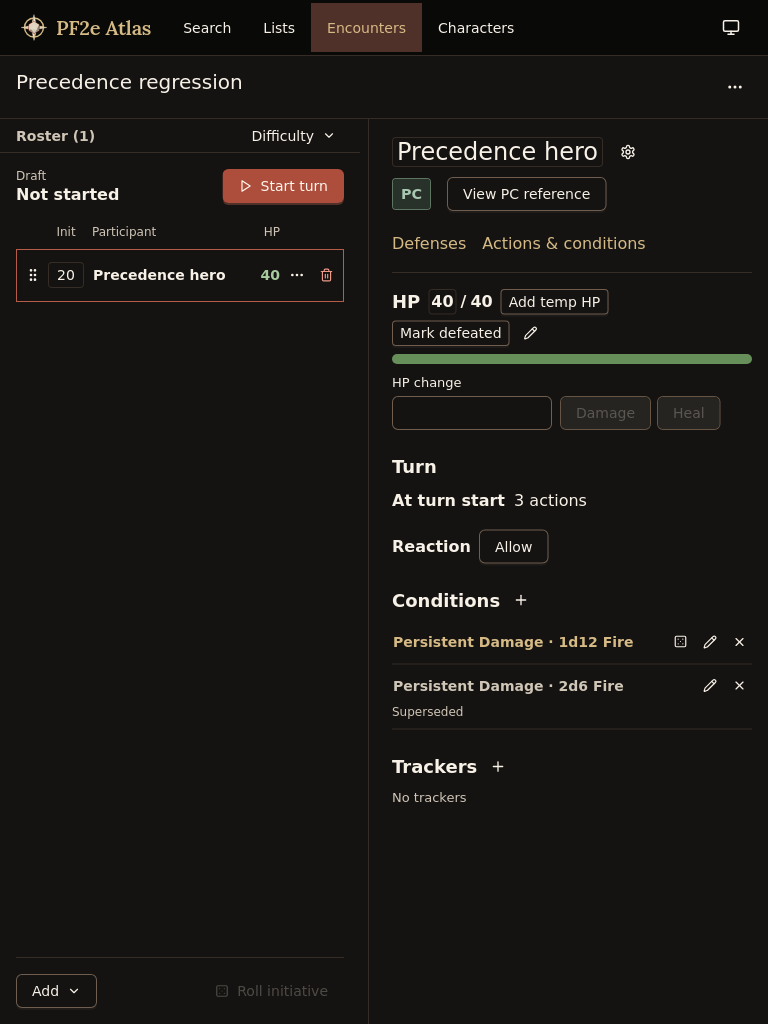 PF2e Atlas
Search
Lists
Encounters
Characters
Precedence regression
Roster (1)
Difficulty
Draft
Not started
Start turn
Init
Participant
HP
20
Precedence hero
40
Add
Roll initiative
Precedence hero
PC
View PC reference
Defenses
Actions & conditions
HP 40 / 40
Add temp HP
Mark defeated
HP change
Damage
Heal
Turn
At turn start 3 actions
Reaction
Allow
Conditions
Persistent Damage · 1d12 Fire
Persistent Damage · 2d6 Fire
Superseded
Trackers
No trackers